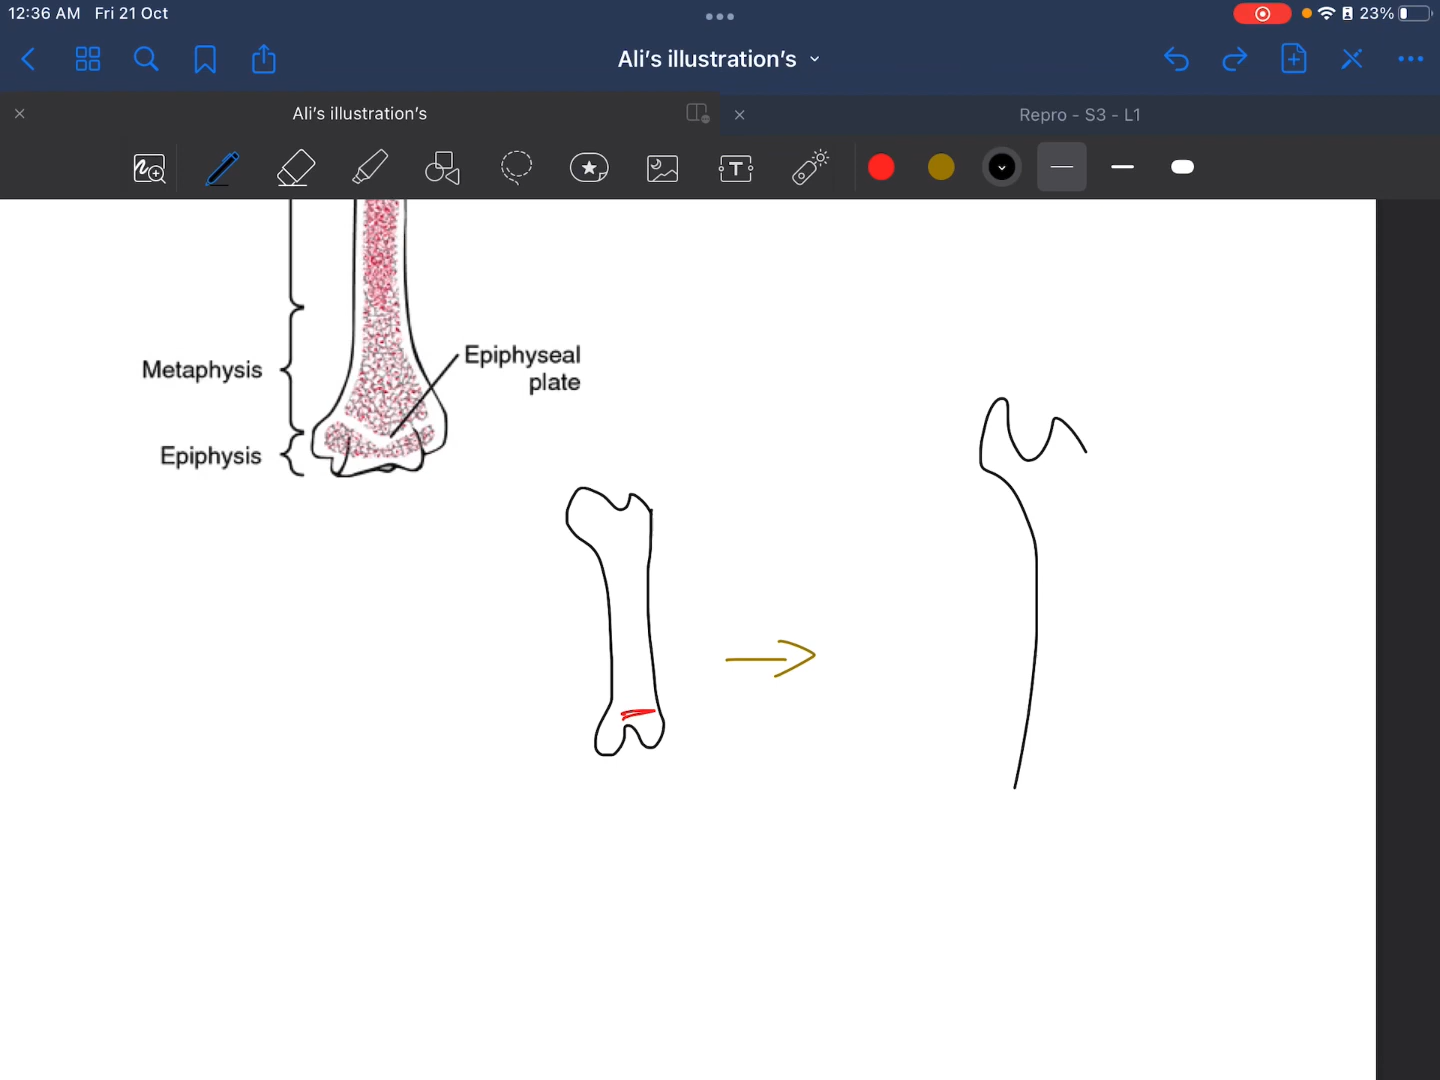 12:36 AM Fri 21 Oct
23%
Ali's illustration's
Ali's illustration's
Repro - S3 - L1
T
Epiphyseal
plate
Metaphysis
Epiphysis